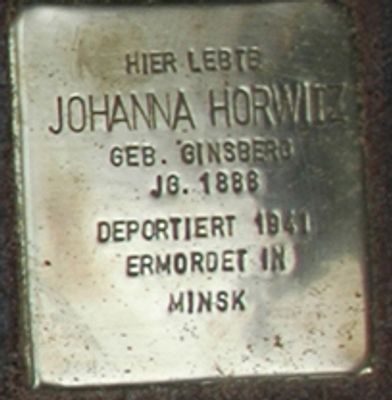 HIER LEBTE
JOHANNA HORWITZ
GEB. GINSBERG
JG. 1886
DEPORTIERT 1941
ERMORDET IN
MINSK